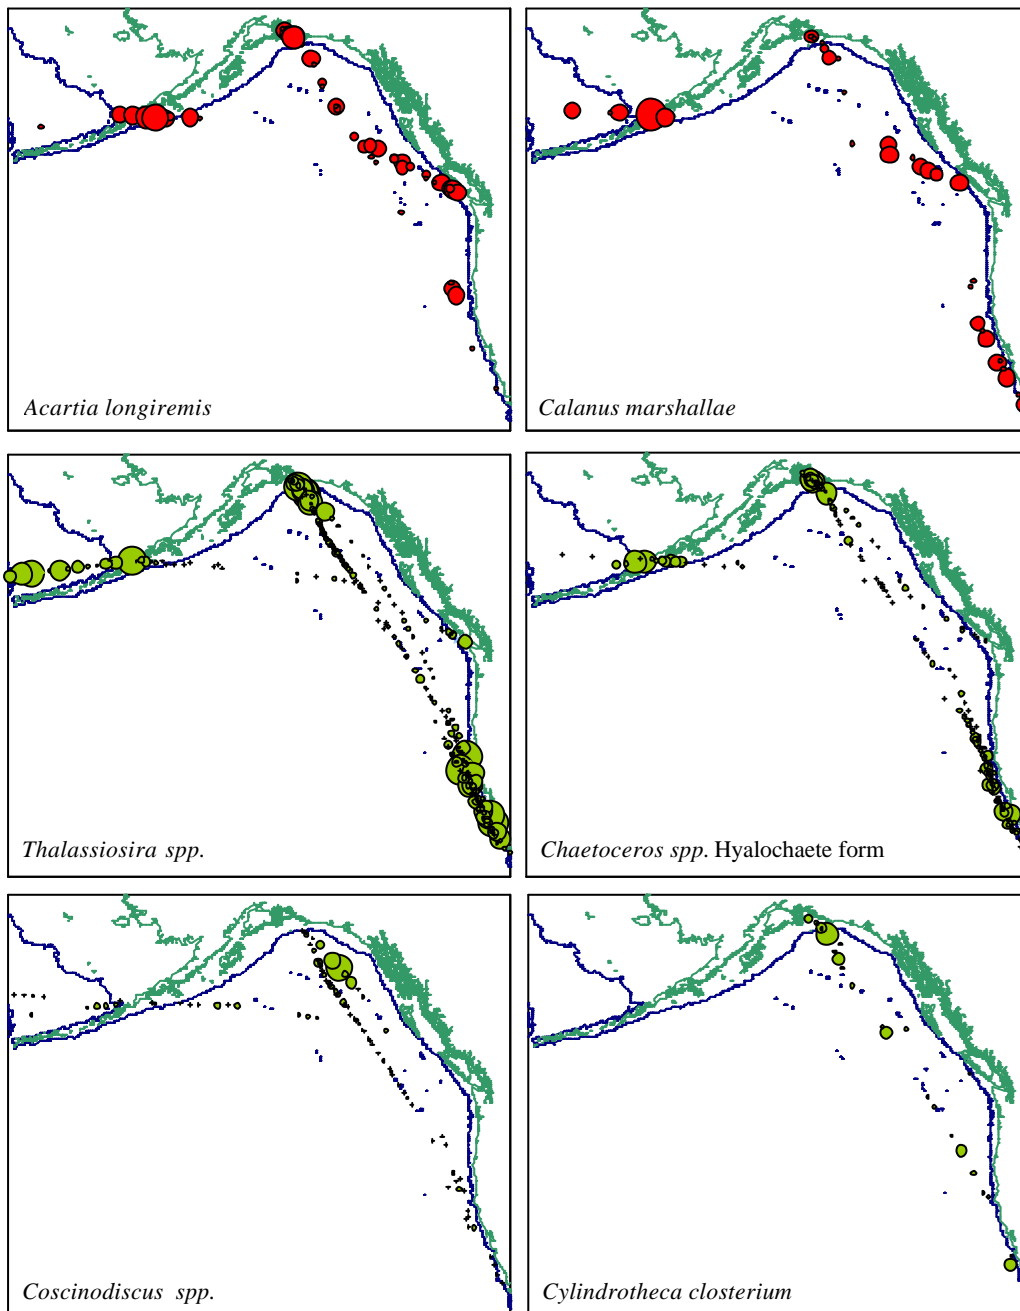 Acartia longiremis
Calanus marshallae
Thalassiosira spp.
Chaetoceros spp. Hyalochaete form
Coscinodiscus spp.
Cylindrotheca closterium